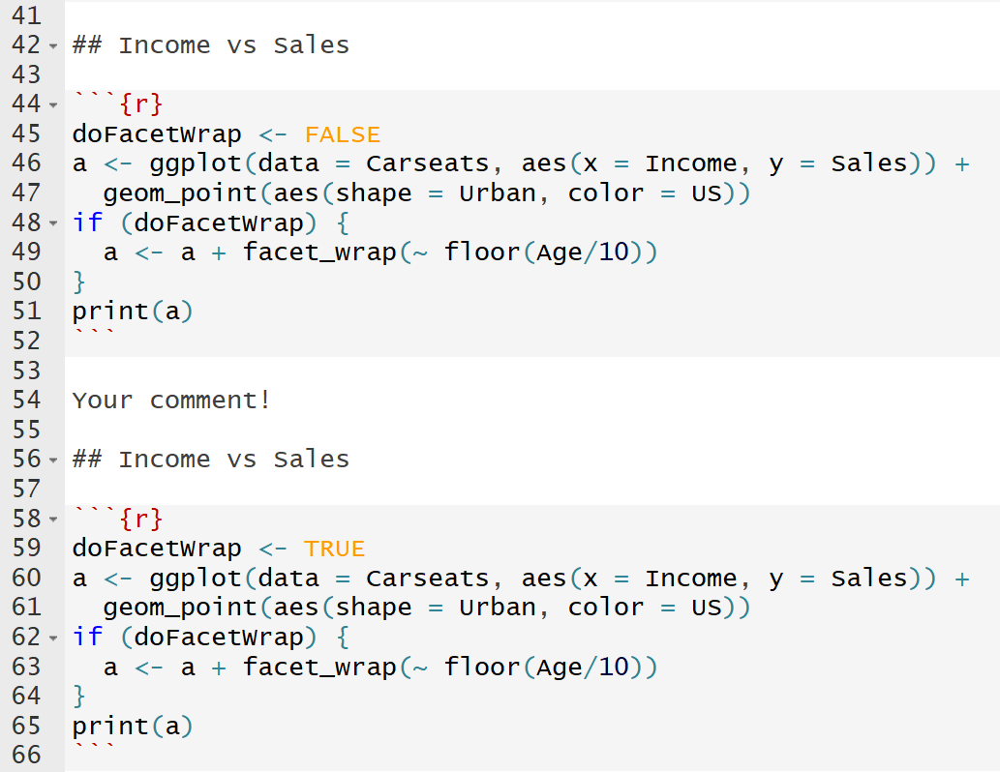 41
42 ## Income vs Sales
43
44 ```{r}
45 doFacetWrap <- FALSE
46 a <- ggplot(data = Carseats, aes(x = Income, y = Sales)) +
47   geom_point(aes(shape = Urban, color = US))
48 if (doFacetWrap) {
49   a <- a + facet_wrap(~ floor(Age/10))
50 }
51 print(a)
52 ```
53
54 Your comment!
55
56 ## Income vs Sales
57
58 ```{r}
59 doFacetWrap <- TRUE
60 a <- ggplot(data = Carseats, aes(x = Income, y = Sales)) +
61   geom_point(aes(shape = Urban, color = US))
62 if (doFacetWrap) {
63   a <- a + facet_wrap(~ floor(Age/10))
64 }
65 print(a)
66 ```